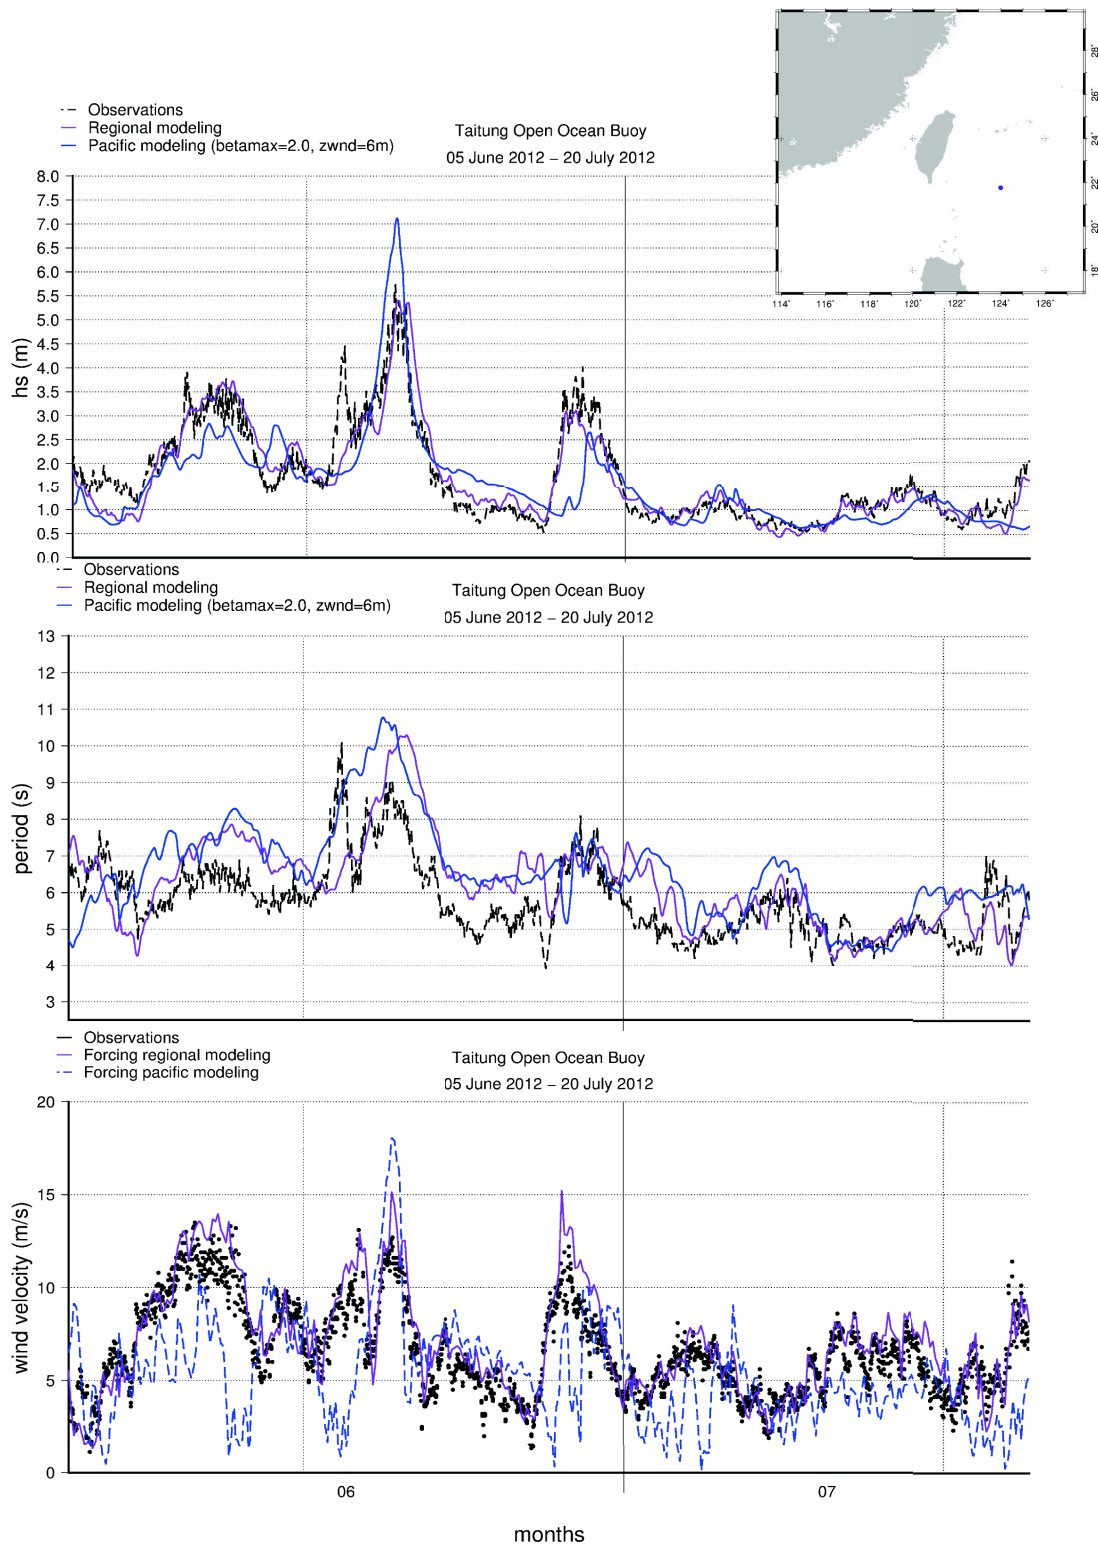 28˚
26˚
24˚
22˚
20˚
18˚
114˚ 116˚ 118˚ 120˚ 122˚ 124˚ 126˚
Observations
Regional modeling
Pacific modeling (betamax=2.0, zwnd=6m)
Taitung Open Ocean Buoy
05 June 2012 − 20 July 2012
8.0
7.5
7.0
6.5
6.0
5.5
5.0
4.5
4.0
3.5
3.0
2.5
2.0
1.5
1.0
0.5
0.0
hs (m)
Observations
Regional modeling
Pacific modeling (betamax=2.0, zwnd=6m)
Taitung Open Ocean Buoy
05 June 2012 − 20 July 2012
13
12
11
10
9
8
7
6
5
4
3
period (s)
Observations
Forcing regional modeling
Forcing pacific modeling
Taitung Open Ocean Buoy
05 June 2012 − 20 July 2012
20
15
10
5
0
wind velocity (m/s)
06 07
months